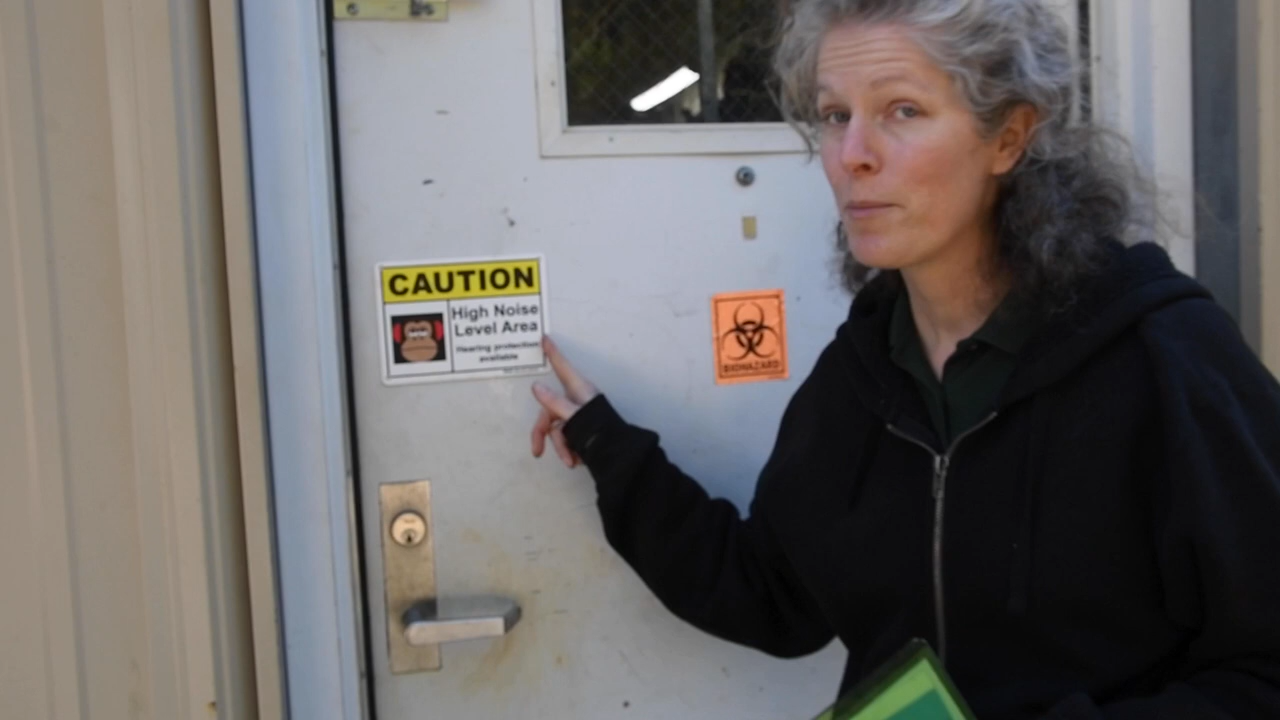 CAUTION
High Noise
Level Area
Hearing protection
available
BIOHAZARD